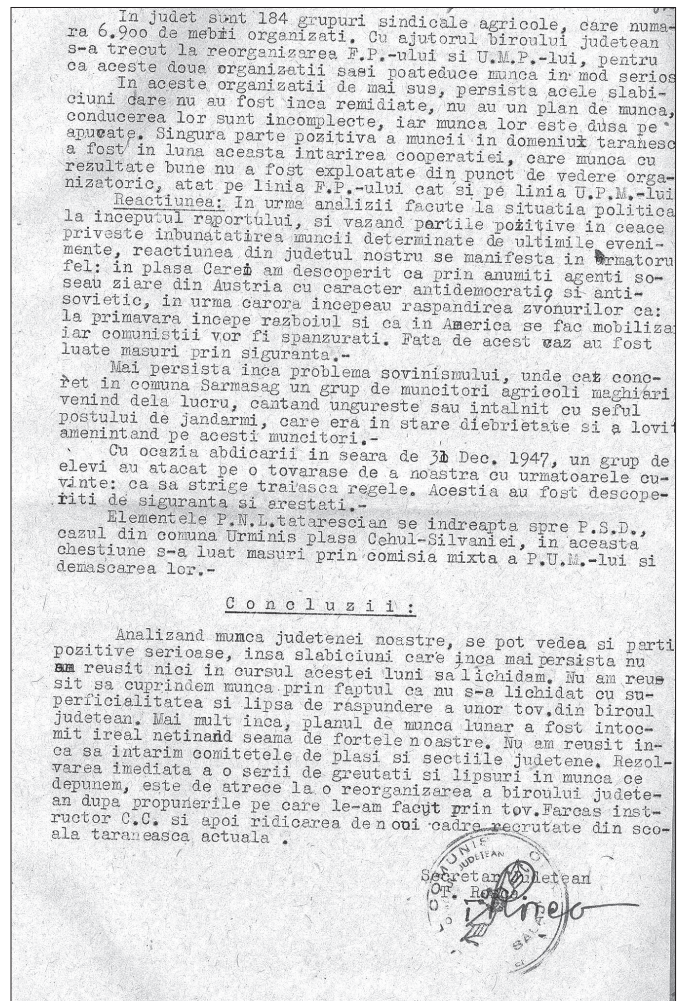 In judet sunt 184 grupuri sindicale agricole, care numa-
ra 6.900 de mebii organizati. Cu ajutorul biroului judetean
s-a trecut la reorganizarea F.P.-ului si U.M.P.-lui, pentru
ca aceste doua organizatii sasi poateduce munca in mod serios
In aceste organizatii de mai sus, persista acele slabi-
ciuni care nu au fost inca remidiate, nu au un plan de munca,
conducerea lor sunt incomplecte, iar munca lor este dusa pe
apucate. Singura parte pozitiva a muncii in domeniul taranesc
a fost in luna aceasta intarirea cooperatiei, care munca cu
rezultate bune nu a fost exploatate din punct de vedere orga-
nizatoric, atat pe linia F.P.-ului cat si pe linia U.P.M.-lui
Reactiunea: In urma analizii facute la situatia politica
la inceputul raportului, si vazand partile pozitive in ceace
priveste inbunatatirea muncii determinate de ultimile eveni-
mente, reactiunea din judetul nostru se manifesta in urmatoru
fel: in plasa Carei am descoperit ca prin anumiti agenti so-
seau ziare din Austria cu caracter antidemocratic si anti-
sovietic, in urma carora incepeau raspandirea zvonurilor ca:
la primavara incepe razboiul si ca in America se fac mobiliza
iar comunistii vor fi spanzurati. Fata de acest caz au fost
luate masuri prin siguranta.-
Mai persista inca problema sovinismului, unde caz conc-
ret in comuna Sarmasag un grup de muncitori agricoli maghiari
venind dela lucru, cantand ungureste sau intalnit cu seful
postului de jandarmi, care era in stare diebrietate si a lovit
amenintand pe acesti muncitori.-
Cu ocazia abdicarii in seara de 31 Dec. 1947, un grup de
elevi au atacat pe o tovarase de a noastra cu urmatoarele cu-
vinte: ca sa strige traiasca regele. Acestia au fost descope-
riti de siguranta si arestati.-
Elementele P.N.L.tatarescian se indreapta spre P.S.D.,
cazul din comuna Urminis plasa Cehul-Silvaniei, in aceasta
chestiune s-a luat masuri prin comisia mixta a P.U.M.-lui si
demascarea lor.-
Concluzii:
Analizand munca judetenei noastre, se pot vedea si parti
pozitive serioase, insa slabiciuni care inca mai persista nu
am reusit nici in cursul acestei luni sa lichidam. Nu am reus
sit sa cuprindem munca prin faptul ca nu s-a lichidat cu su-
perficialitatea si lipsa de raspundere a unor tov.din biroul
judetean. Mai mult inca, planul de munca lunar a fost intoc-
mit ireal netinand seama de fortele noastre. Nu am reusit in-
ca sa intarim comitetele de plasi si sectiile judetene. Rezol-
varea imediata a o serii de greutati si lipsuri in munca ce
depunem, este de atrece la o reorganizare a biroului judete-
an dupa propunerile pe care le-am facut prin tov.Farcas inst-
ructor C.C. si apoi ridicarea de noui cadre recrutate din sco-
ala taraneasca actuala .
Secretar Judetean
T. Rosca
COMUNIE
JUDETEAN
SALAJ